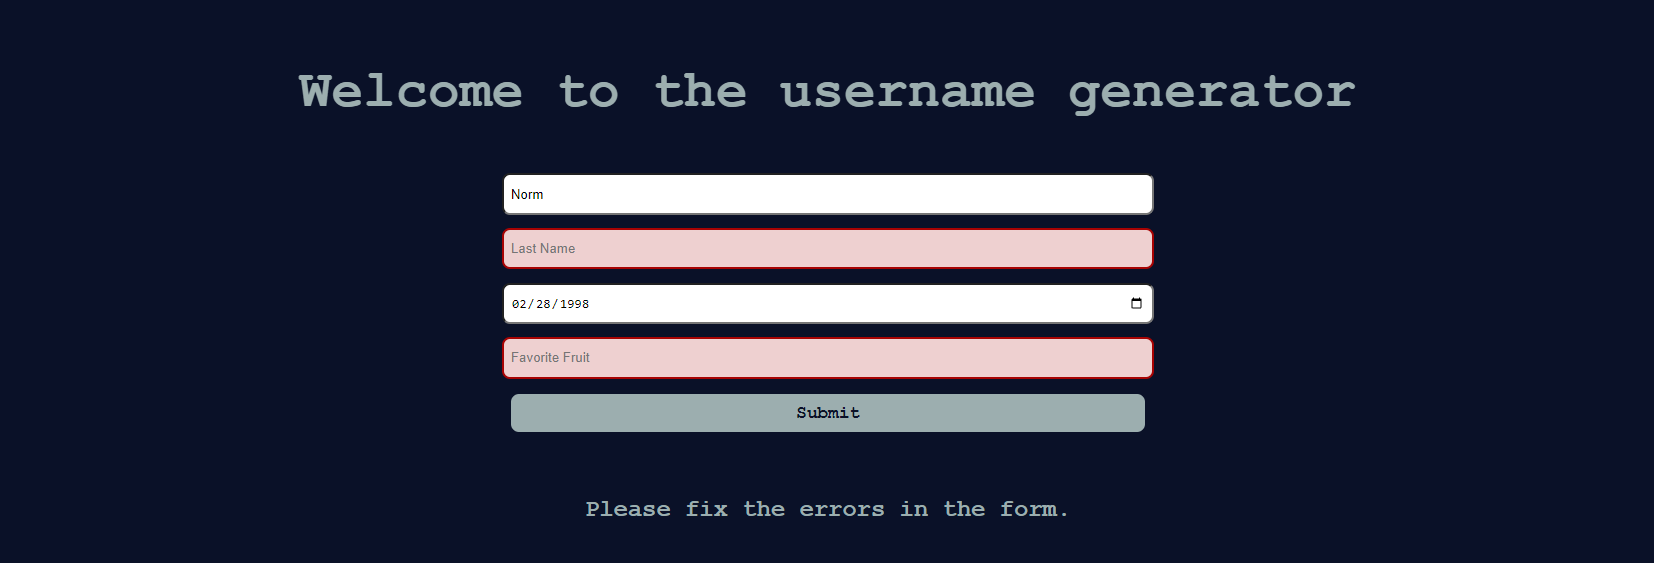 Welcome to the username generator
Norm
Last Name
02/28/1998
Favorite Fruit
Submit
Please fix the errors in the form.